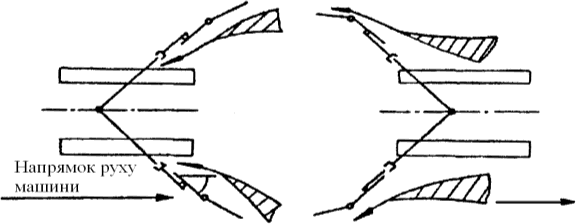 Напрямок руху
машини